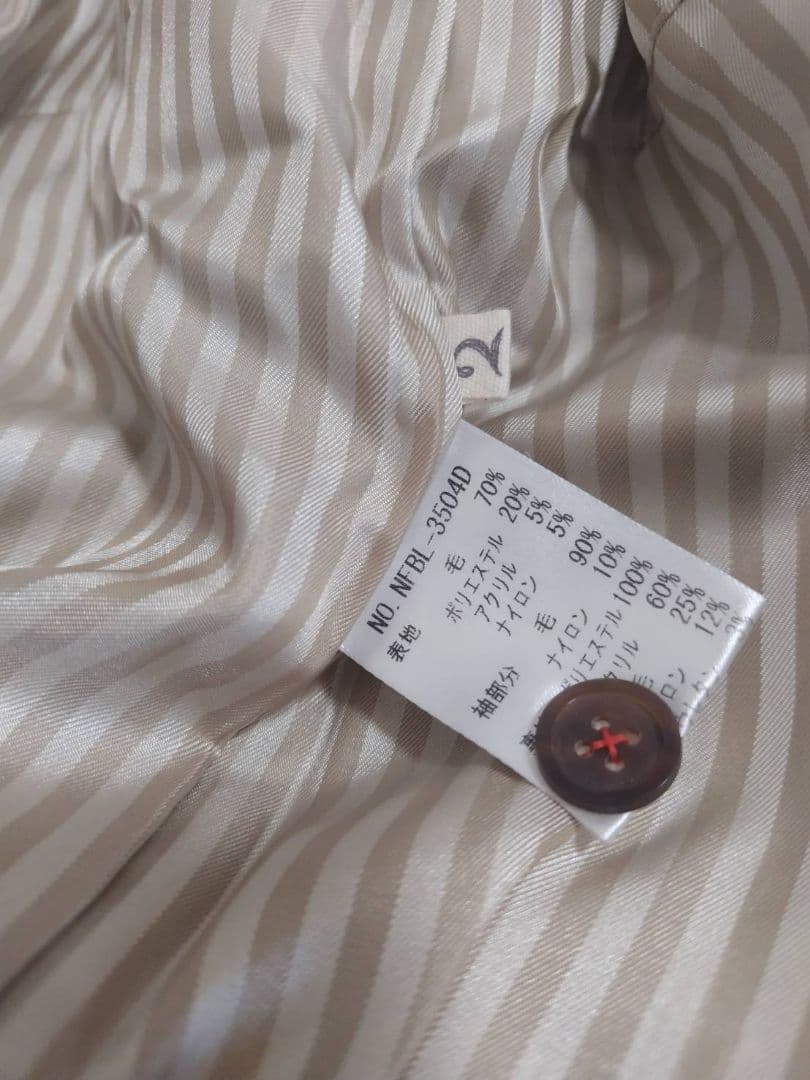 2
NO. NFBL-3504D
表地 毛 70%
ポリエステル 20%
アクリル 5%
ナイロン 5%
袖部分 毛 90%
ナイロン 10%
ポリエステル 100%
60%
毛 25%
12%